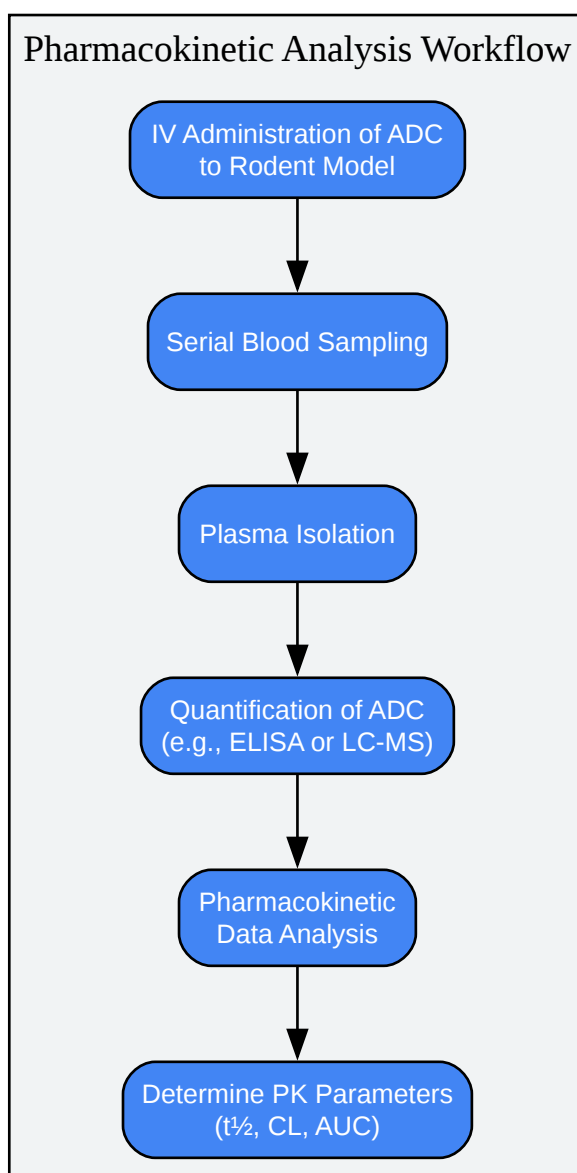 Pharmacokinetic Analysis Workflow
IV Administration of ADC
to Rodent Model
Serial Blood Sampling
Plasma Isolation
Quantification of ADC
(e.g., ELISA or LC-MS)
Pharmacokinetic
Data Analysis
Determine PK Parameters
(t½, CL, AUC)